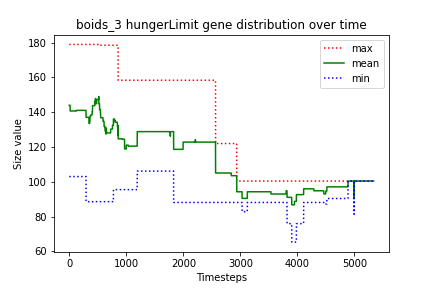 boids_3 hungerLimit gene distribution over time
max
mean
min
Size value
180
160
140
120
100
80
60
0
1000
2000
3000
4000
5000
Timesteps